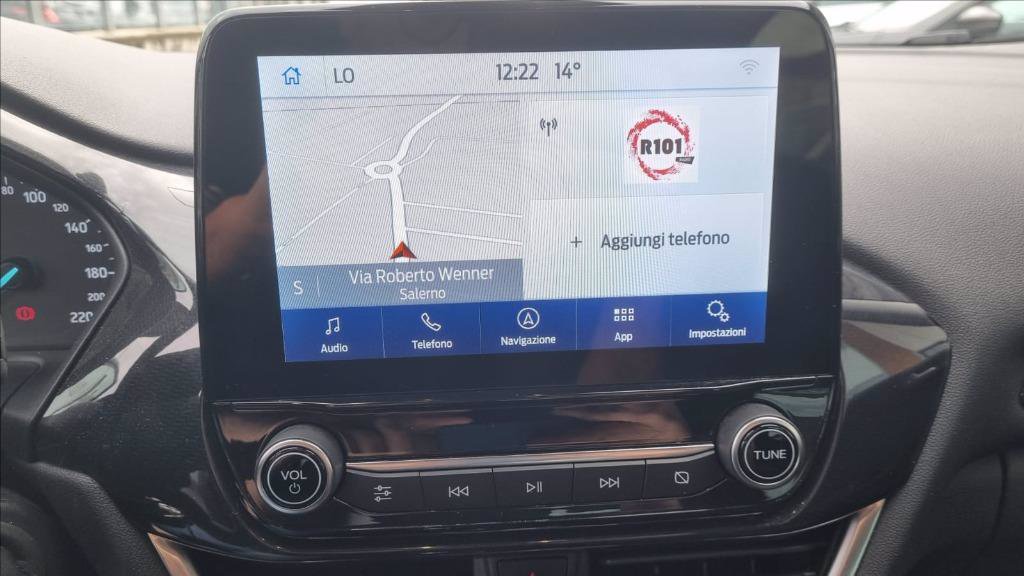 LO
12:22 14°
R101
+ Aggiungi telefono
S
Via Roberto Wenner
Salerno
Audio
Telefono
Navigazione
App
Impostazioni
80
100
120
140
160
180
200
220
VOL
TUNE